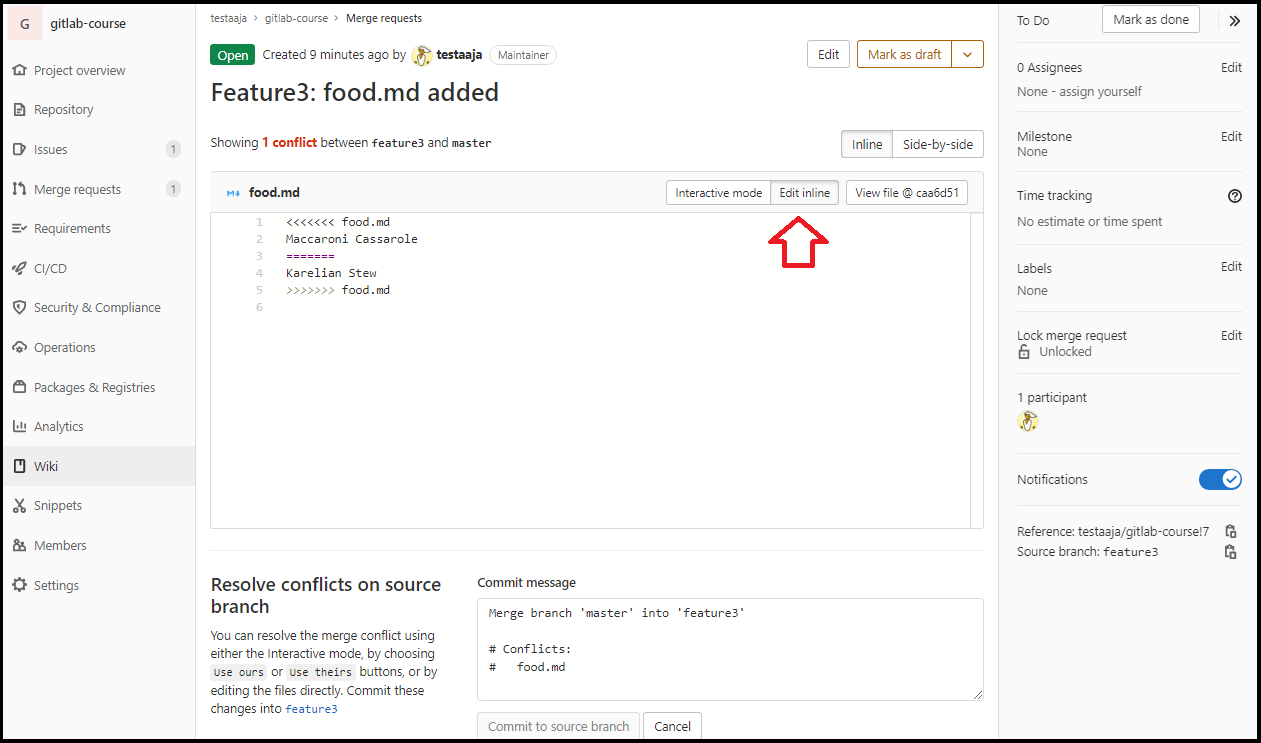 G gitlab-course
Project overview
Repository
Issues 1
Merge requests 1
Requirements
CI/CD
Security & Compliance
Operations
Packages & Registries
Analytics
Wiki
Snippets
Members
Settings
testaaja > gitlab-course > Merge requests
Open Created 9 minutes ago by testaaja Maintainer Edit Mark as draft
Feature3: food.md added
Showing 1 conflict between feature3 and master Inline Side-by-side
food.md Interactive mode Edit inline View file @ caa6d51
1 <<<<<<< food.md
2 Maccaroni Cassarole
3 =======
4 Karelian Stew
5 >>>>>>> food.md
6
Resolve conflicts on source
branch
You can resolve the merge conflict using
either the Interactive mode, by choosing
Use ours or Use theirs buttons, or by
editing the files directly. Commit these
changes into feature3
Commit message
Merge branch 'master' into 'feature3'
# Conflicts:
# food.md
Commit to source branch Cancel
To Do Mark as done
0 Assignees Edit
None - assign yourself
Milestone Edit
None
Time tracking
No estimate or time spent
Labels Edit
None
Lock merge request Edit
Unlocked
1 participant
Notifications
Reference: testaaja/gitlab-course!7
Source branch: feature3